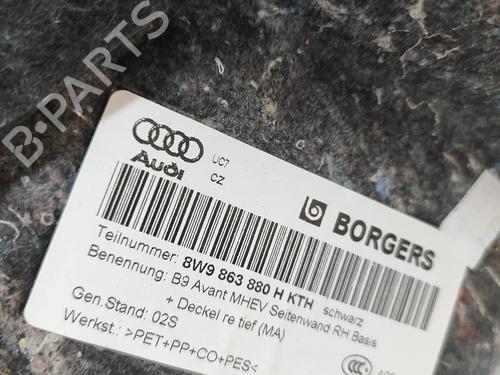 B-PARTS
Audi
UC7
CZ
BORGERS
Teilnummer: 8W9 863 880 H KTH schwarz
Benennung: B9 Avant MHEV Seitenwand RH Basis
+ Deckel re tief (MA)
Gen.Stand: 02S
Werkst.: >PET+PP+CO+PES<
CCC